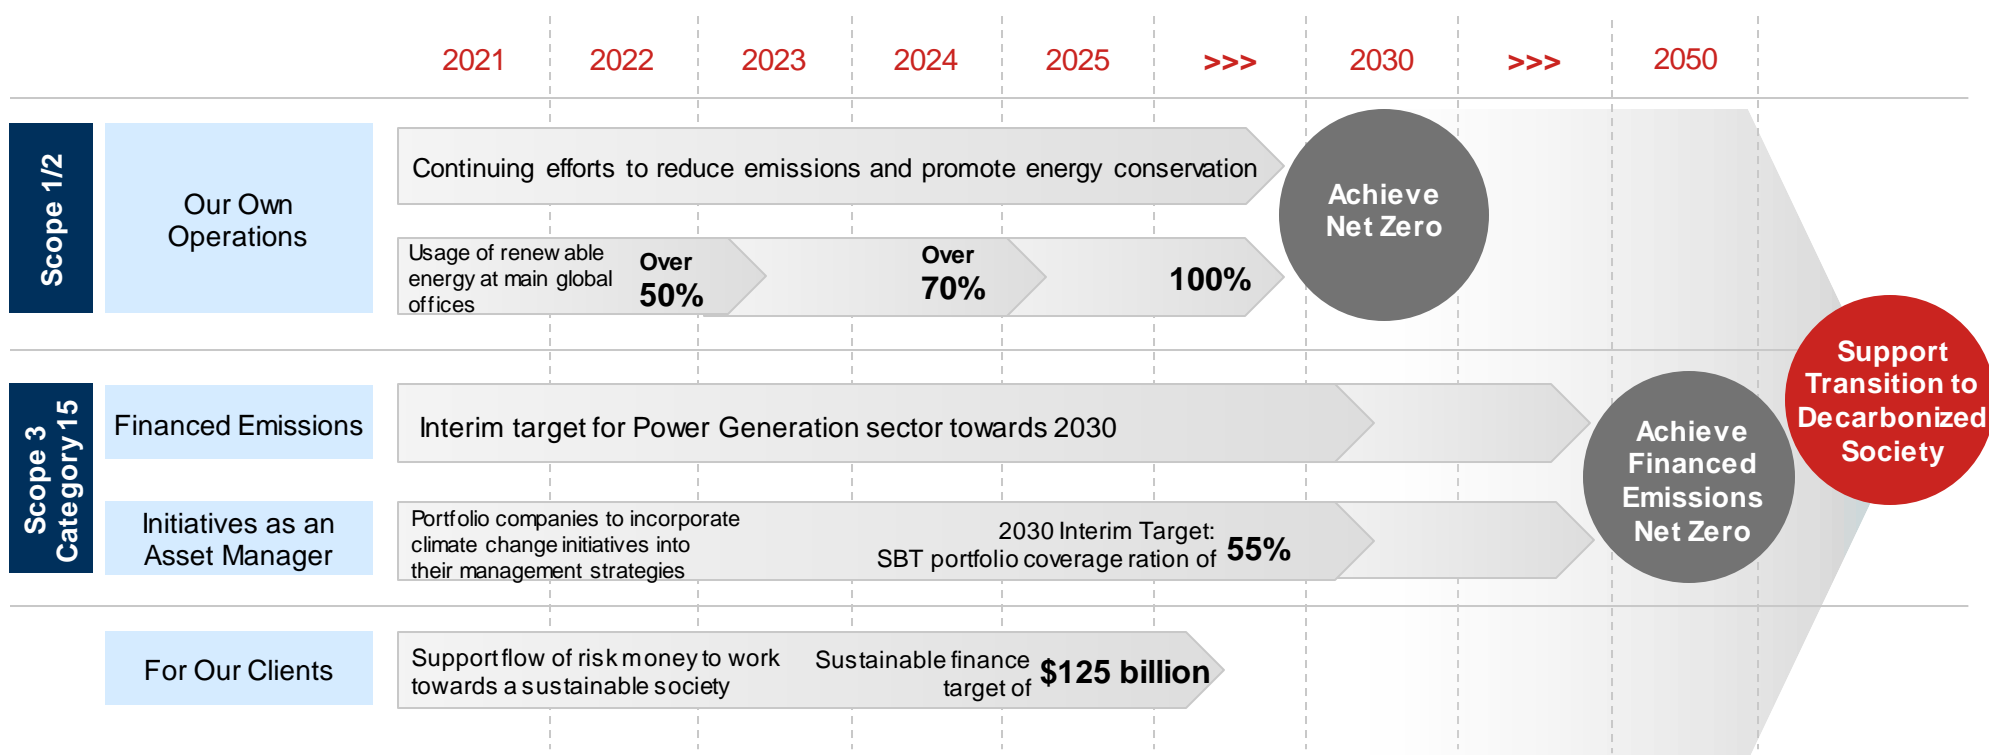 2021 2022 2023 2024 2025 >>> 2030 >>> 2050
Scope 1/2
Our Own
Operations
Continuing efforts to reduce emissions and promote energy conservation
Usage of renewable
energy at main global
offices
Over
50%
Over
70%
100%
Achieve
Net Zero
Scope 3
Category 15
Financed Emissions
Interim target for Power Generation sector towards 2030
Initiatives as an
Asset Manager
Portfolio companies to incorporate
climate change initiatives into
their management strategies
2030 Interim Target:
SBT portfolio coverage ration of
55%
Achieve
Financed
Emissions
Net Zero
Support
Transition to
Decarbonized
Society
For Our Clients
Support flow of risk money to work
towards a sustainable society
Sustainable finance
target of
$125 billion